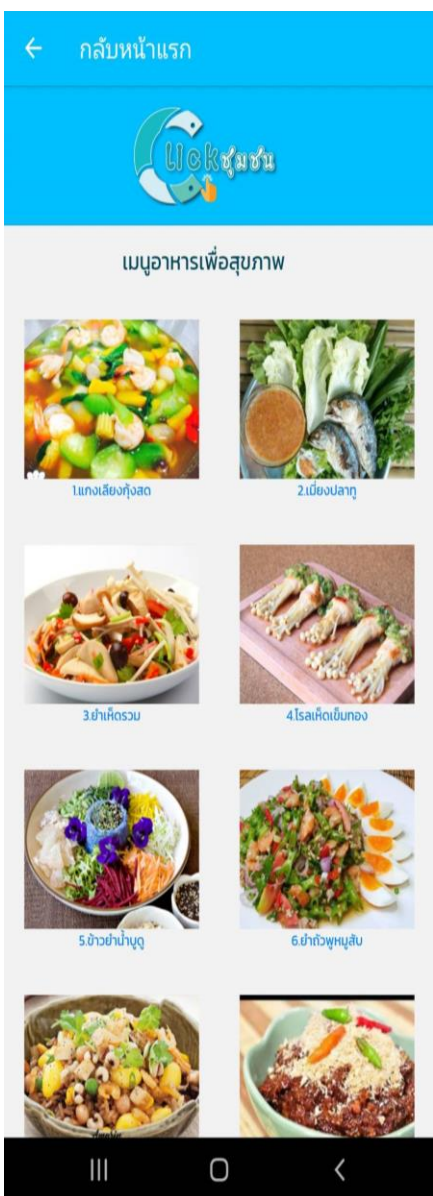 กลับหน้าแรก
Clickชุมชน
เมนูอาหารเพื่อสุขภาพ
1.แกงเลียงกุ้งสด
2.เมี่ยงปลาทู
3.ยำเห็ดรวม
4.โรลเห็ดเข็มทอง
5.ข้าวยำน้ำบูดู
6.ยำถั่วพูหมูสับ